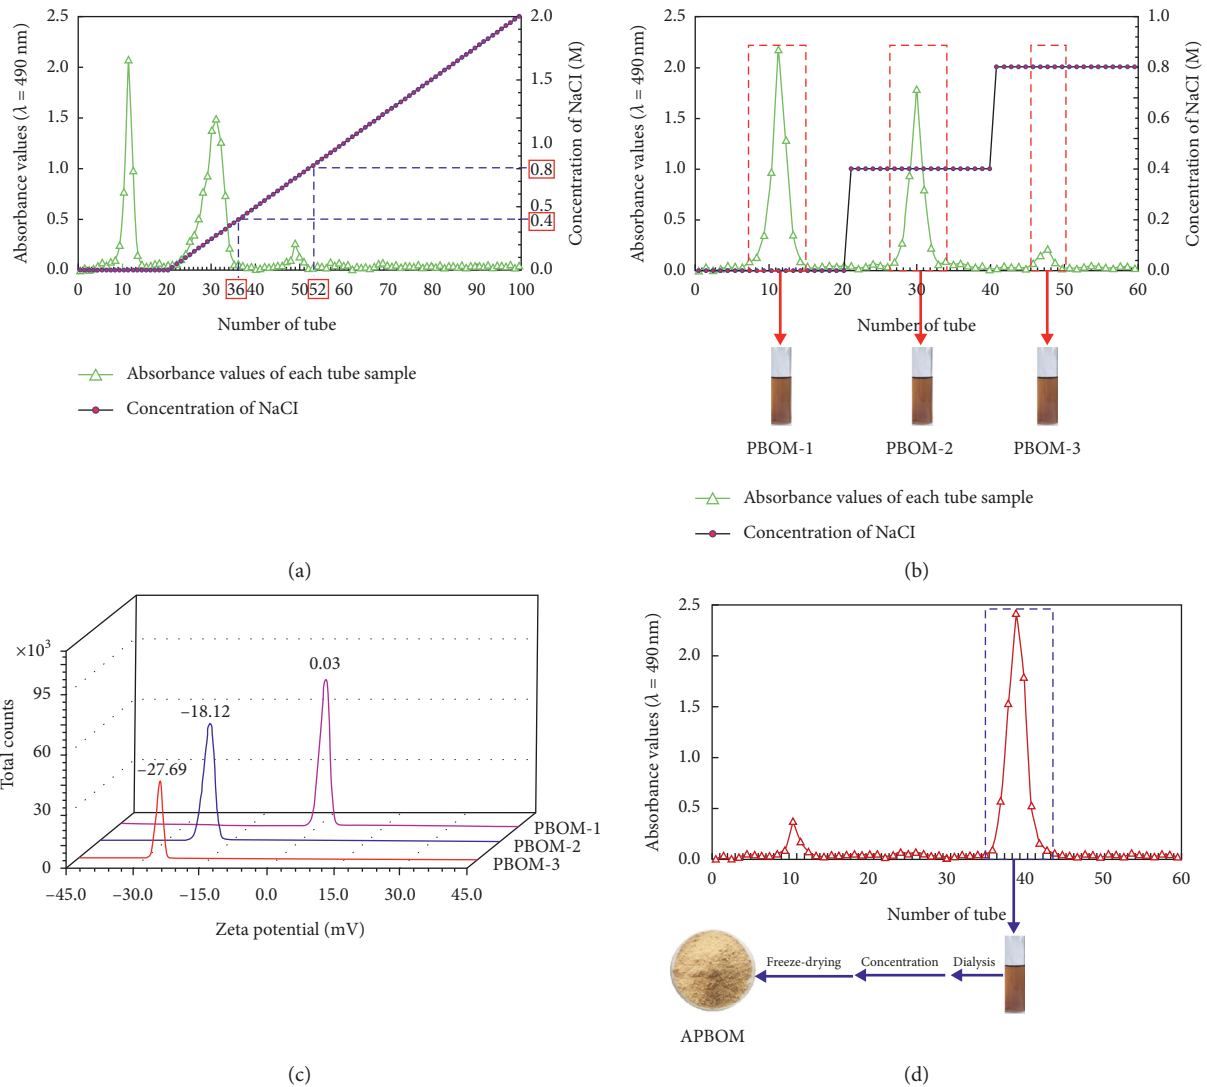 2.5
2.0
1.5
1.0
0.5
0.0
Absorbance values (λ = 490 nm)
2.0
1.5
1.0
0.8
0.5
0.4
0.0
Concentration of NaCI (M)
0 10 20 30 36 40 50 52 60 70 80 90 100
Number of tube
Absorbance values of each tube sample
Concentration of NaCI
(a)
2.5
2.0
1.5
1.0
0.5
0.0
Absorbance values (λ = 490 nm)
1.0
0.8
0.6
0.4
0.2
0.0
Concentration of NaCI (M)
0 10 20 30 40 50 60
Number of tube
PBOM-1 PBOM-2 PBOM-3
Absorbance values of each tube sample
Concentration of NaCI
(b)
×10³
95
60
30
0
Total counts
0.03
−18.12
−27.69
PBOM-1
PBOM-2
PBOM-3
−45.0 −30.0 −15.0 0.0 15.0 30.0 45.0
Zeta potential (mV)
(c)
2.5
2.0
1.5
1.0
0.5
0.0
Absorbance values (λ = 490 nm)
0 10 20 30 40 50 60
Number of tube
Freeze-drying Concentration Dialysis
APBOM
(d)